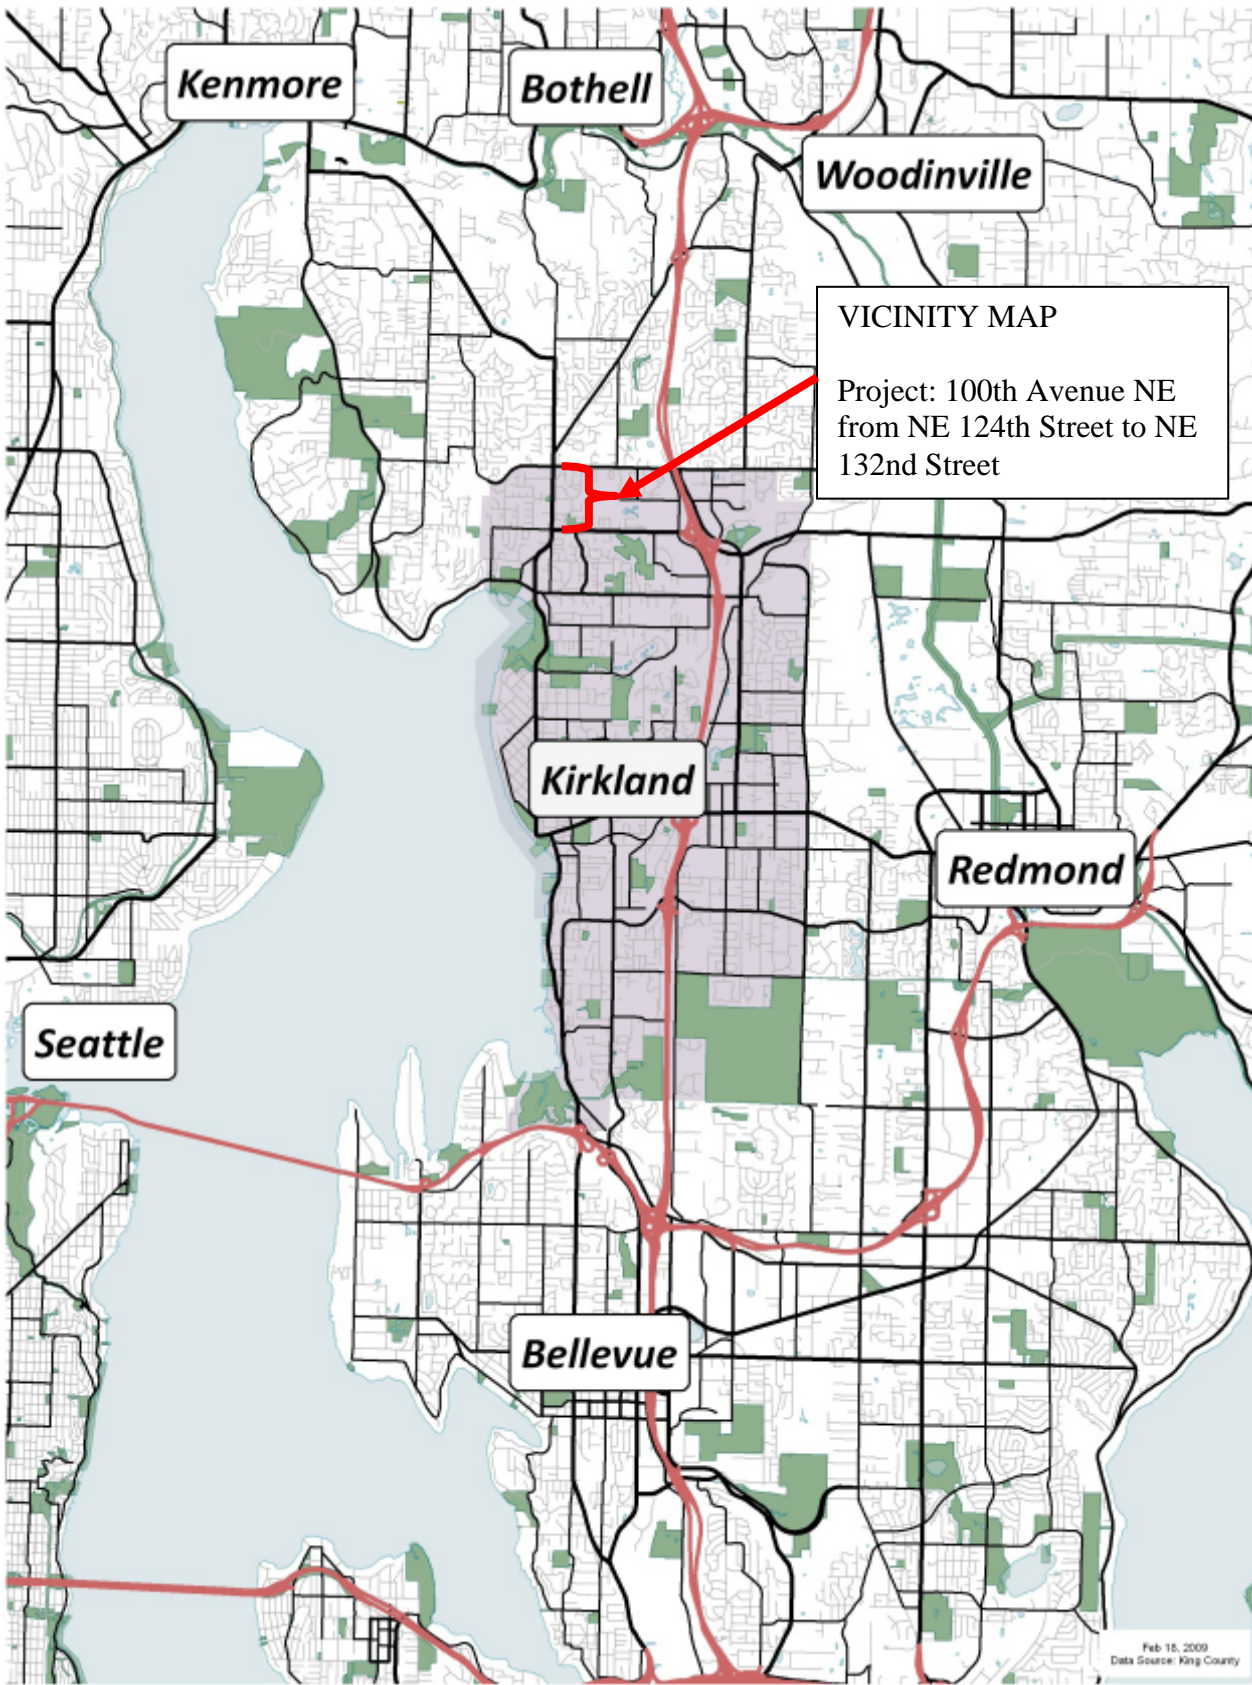 Kenmore
Bothell
Woodinville
VICINITY MAP
Project: 100th Avenue NE
from NE 124th Street to NE
132nd Street
Kirkland
Redmond
Seattle
Bellevue
Feb 18, 2009
Data Source: King County